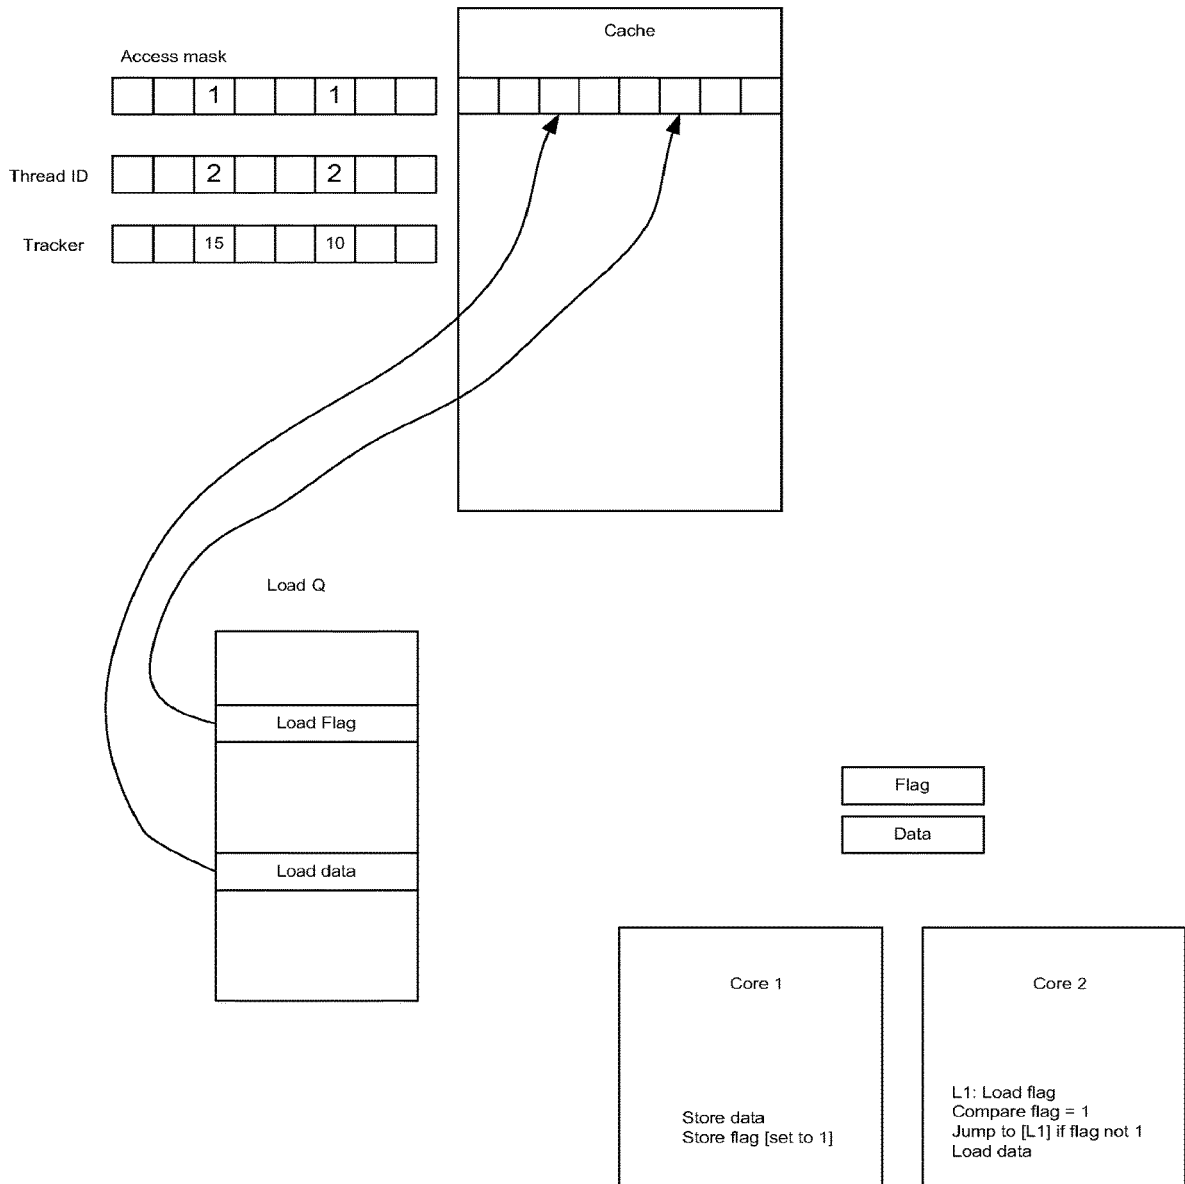 Cache
Access mask
1 1
Thread ID
2 2
Tracker
15 10
Load Q
Load Flag
Load data
Flag
Data
Core 1
Store data
Store flag [set to 1]
Core 2
L1: Load flag
Compare flag = 1
Jump to [L1] if flag not 1
Load data